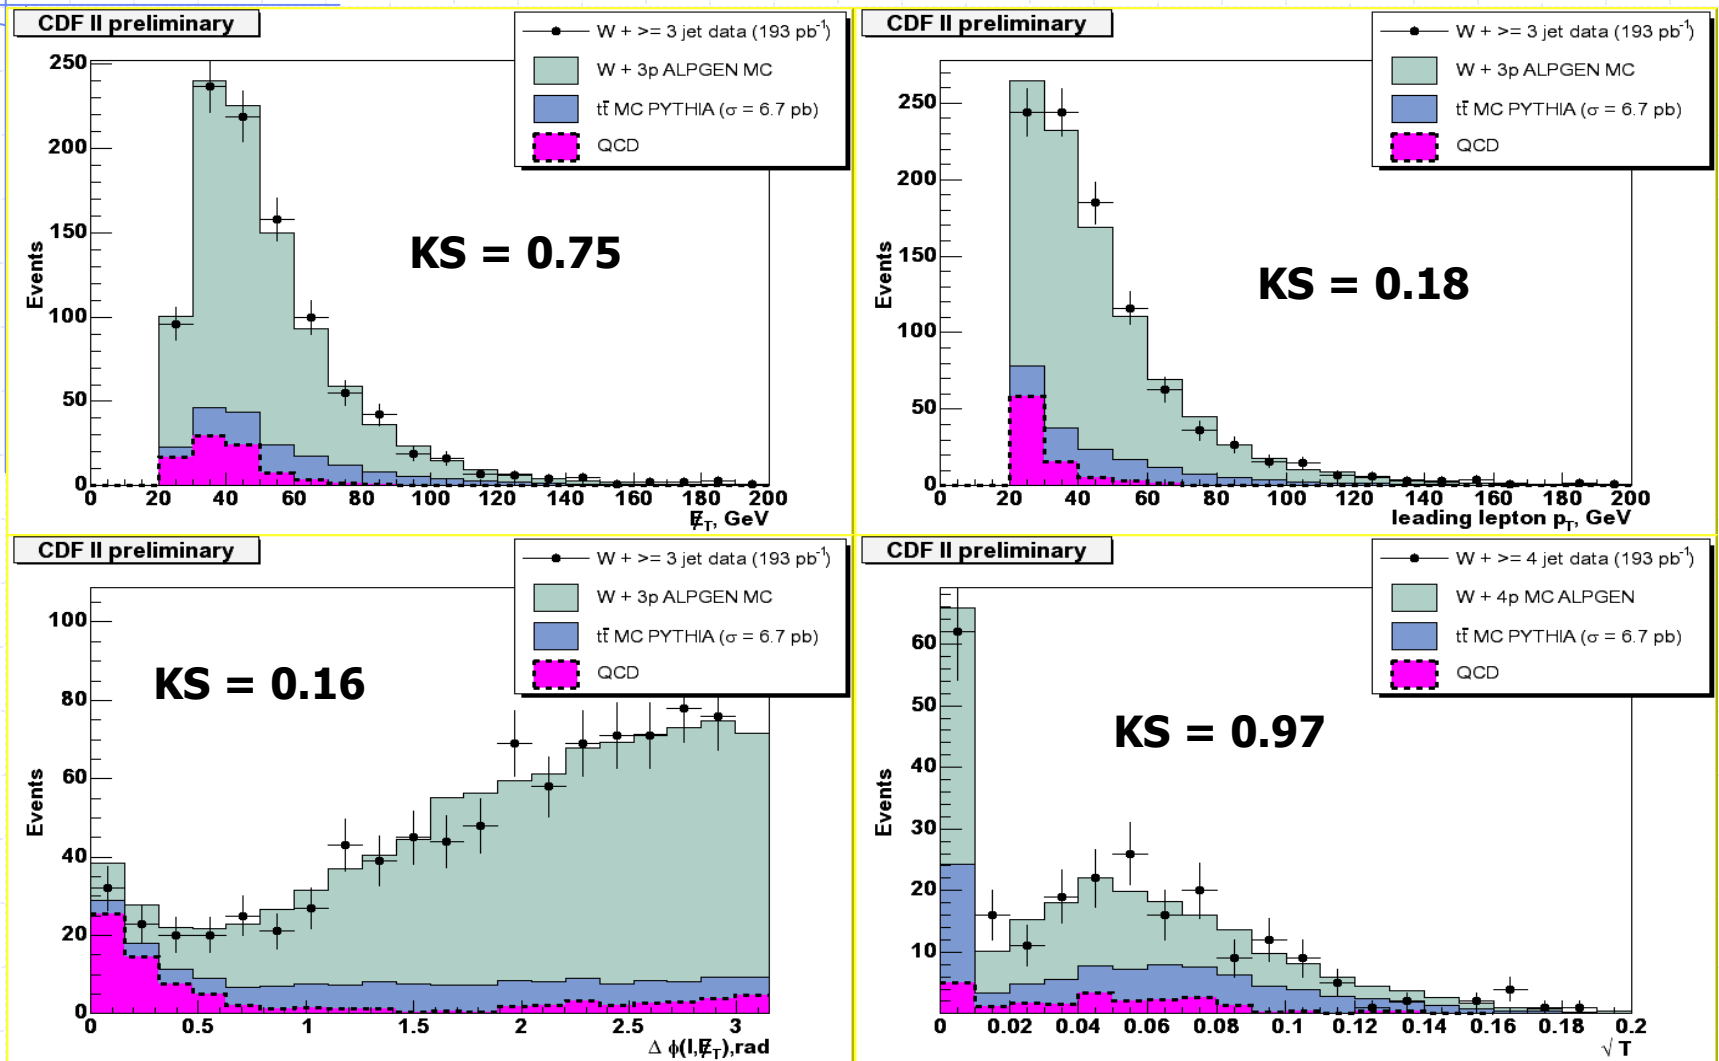 CDF II preliminary
W + >= 3 jet data (193 pb⁻¹)
W + 3p ALPGEN MC
tt̄ MC PYTHIA (σ = 6.7 pb)
QCD
KS = 0.75
Events
250
200
150
100
50
0
0 20 40 60 80 100 120 140 160 180 200
E̸_T, GeV
CDF II preliminary
W + >= 3 jet data (193 pb⁻¹)
W + 3p ALPGEN MC
tt̄ MC PYTHIA (σ = 6.7 pb)
QCD
KS = 0.18
Events
250
200
150
100
50
0
0 20 40 60 80 100 120 140 160 180 200
leading lepton p_T, GeV
CDF II preliminary
W + >= 3 jet data (193 pb⁻¹)
W + 3p ALPGEN MC
tt̄ MC PYTHIA (σ = 6.7 pb)
QCD
KS = 0.16
Events
100
80
60
40
20
0
0 0.5 1 1.5 2 2.5 3
Δ ϕ(l,E̸_T),rad
CDF II preliminary
W + >= 4 jet data (193 pb⁻¹)
W + 4p MC ALPGEN
tt̄ MC PYTHIA (σ = 6.7 pb)
QCD
KS = 0.97
Events
60
50
40
30
20
10
0 0.02 0.04 0.06 0.08 0.1 0.12 0.14 0.16 0.18 0.2
√ T